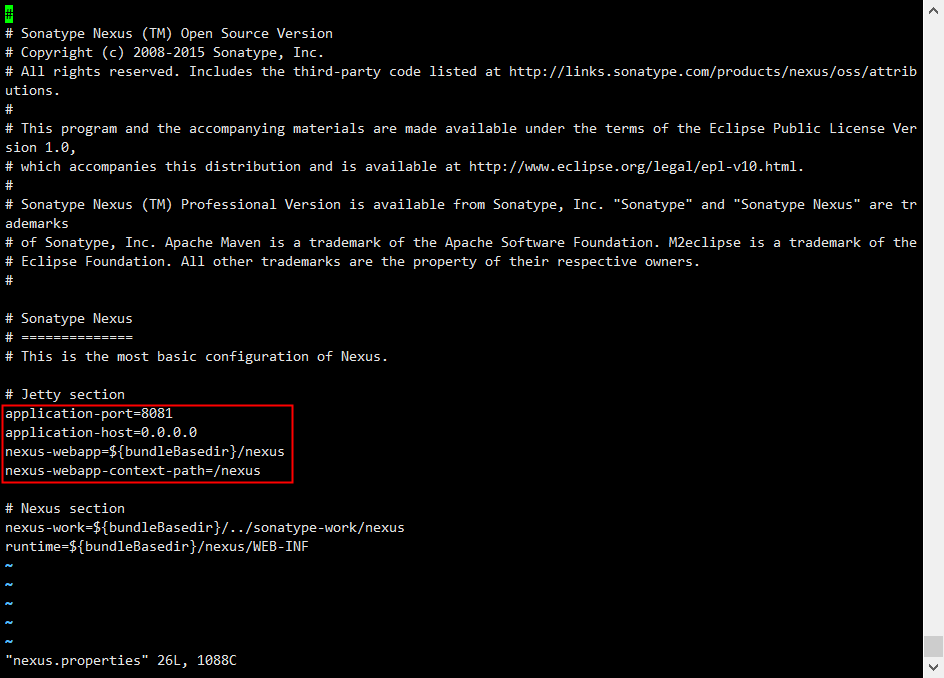 #
# Sonatype Nexus (TM) Open Source Version
# Copyright (c) 2008-2015 Sonatype, Inc.
# All rights reserved. Includes the third-party code listed at http://links.sonatype.com/products/nexus/oss/attrib
utions.
#
# This program and the accompanying materials are made available under the terms of the Eclipse Public License Ver
sion 1.0,
# which accompanies this distribution and is available at http://www.eclipse.org/legal/epl-v10.html.
#
# Sonatype Nexus (TM) Professional Version is available from Sonatype, Inc. "Sonatype" and "Sonatype Nexus" are tr
ademarks
# of Sonatype, Inc. Apache Maven is a trademark of the Apache Software Foundation. M2eclipse is a trademark of the
# Eclipse Foundation. All other trademarks are the property of their respective owners.
#
# Sonatype Nexus
# ==============
# This is the most basic configuration of Nexus.
# Jetty section
application-port=8081
application-host=0.0.0.0
nexus-webapp=${bundleBasedir}/nexus
nexus-webapp-context-path=/nexus
# Nexus section
nexus-work=${bundleBasedir}/../sonatype-work/nexus
runtime=${bundleBasedir}/nexus/WEB-INF
~
~
~
~
~
"nexus.properties" 26L, 1088C